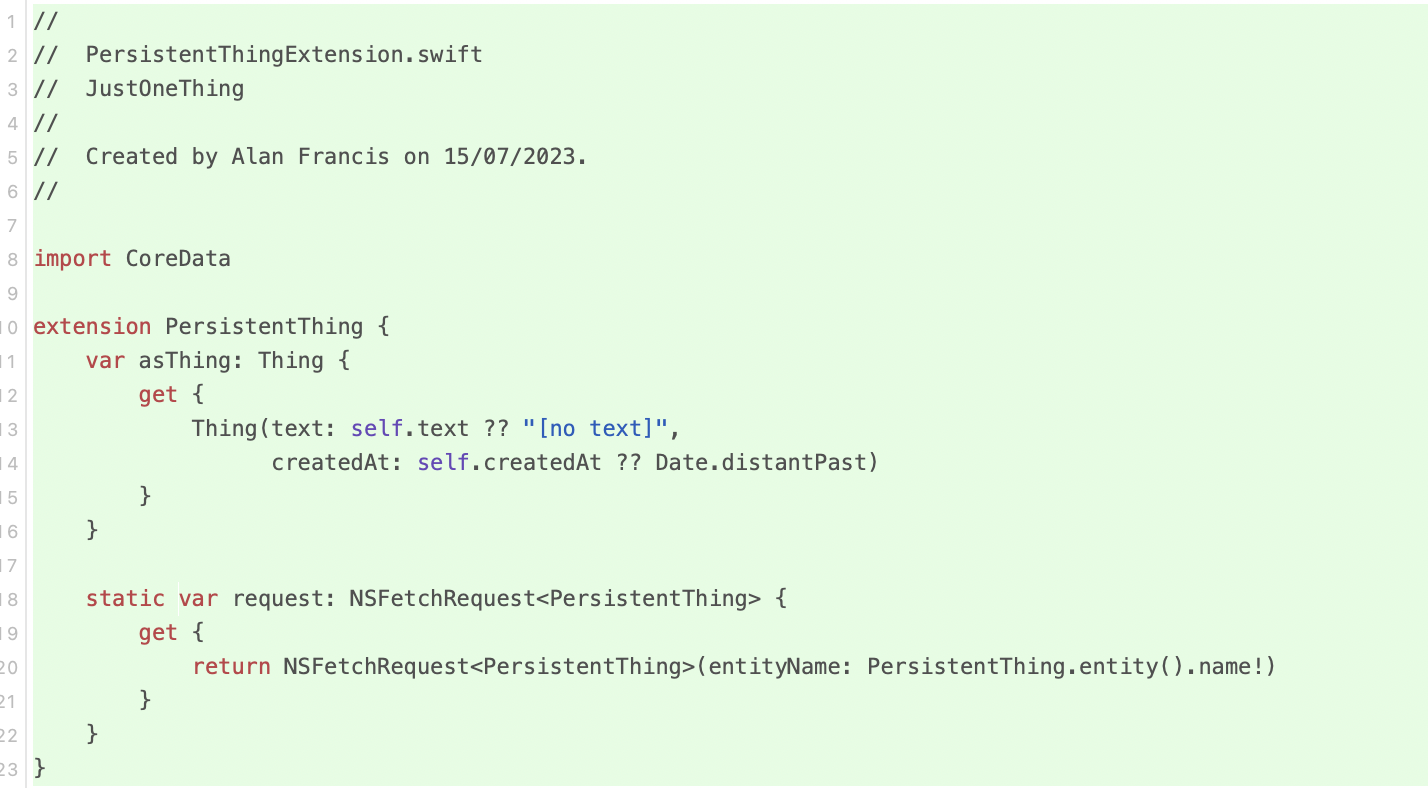 1 //
2 //  PersistentThingExtension.swift
3 //  JustOneThing
4 //
5 //  Created by Alan Francis on 15/07/2023.
6 //
7
8 import CoreData
9
10 extension PersistentThing {
11     var asThing: Thing {
12         get {
13             Thing(text: self.text ?? "[no text]",
14                   createdAt: self.createdAt ?? Date.distantPast)
15         }
16     }
17
18     static var request: NSFetchRequest<PersistentThing> {
19         get {
20             return NSFetchRequest<PersistentThing>(entityName: PersistentThing.entity().name!)
21         }
22     }
23 }